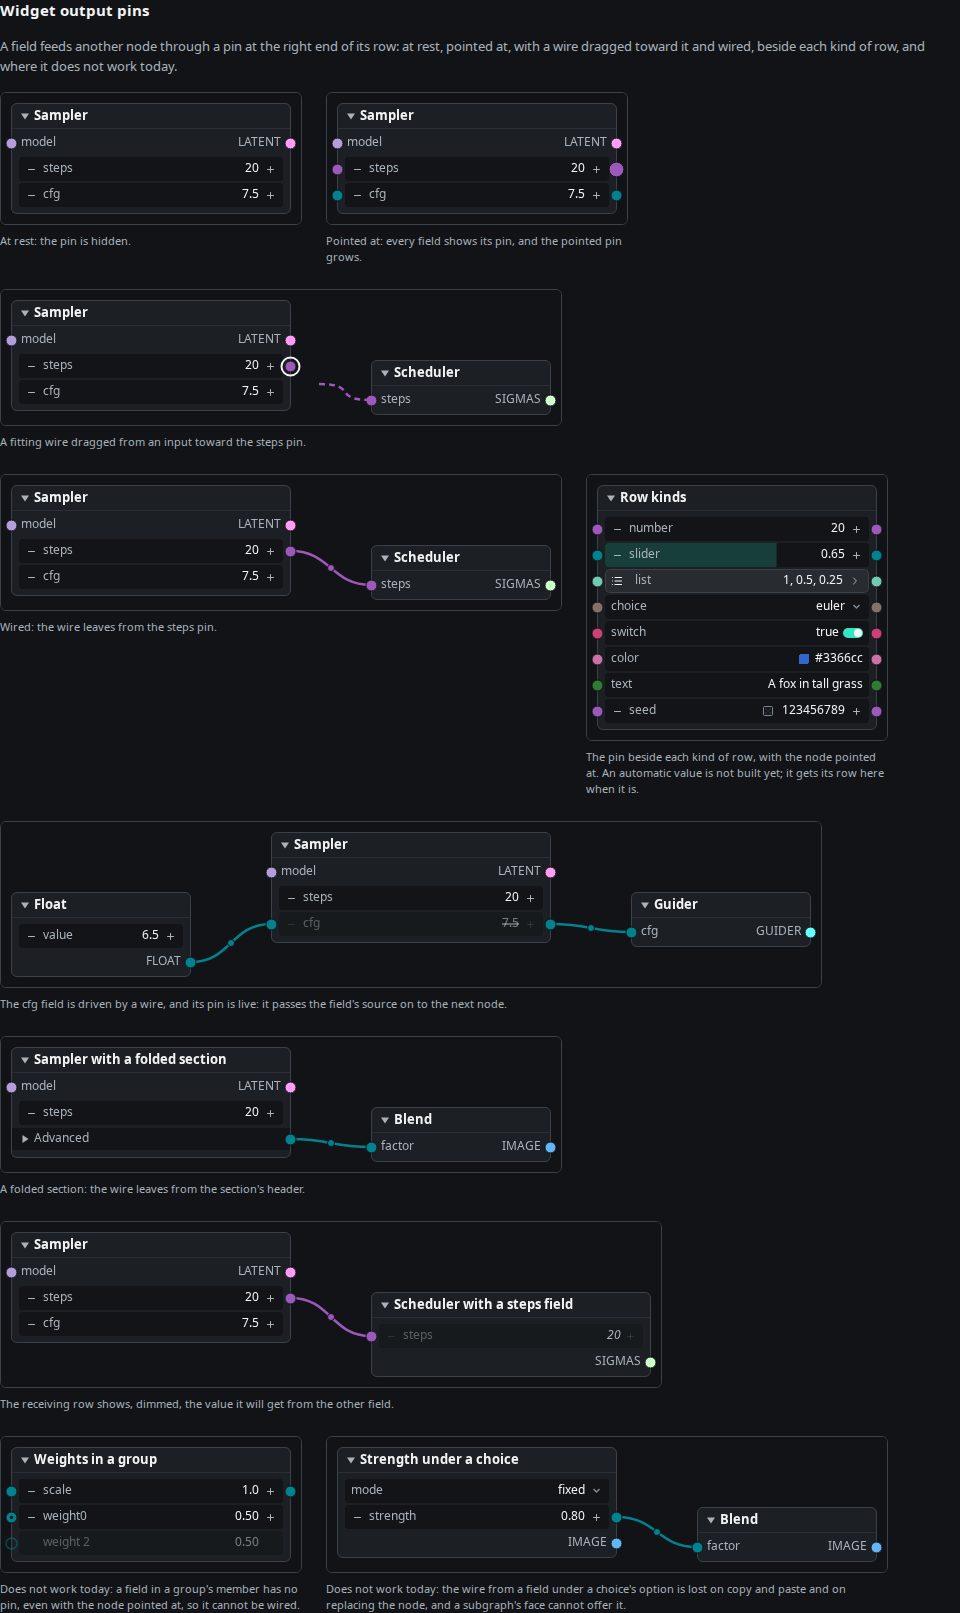 Widget output pins
A field feeds another node through a pin at the right end of its row: at rest, pointed at, with a wire dragged toward it and wired, beside each kind of row, and
where it does not work today.
Sampler
model LATENT
– steps 20 +
– cfg 7.5 +
At rest: the pin is hidden.
Sampler
model LATENT
– steps 20 +
– cfg 7.5 +
Pointed at: every field shows its pin, and the pointed pin
grows.
Sampler
model LATENT
– steps 20 +
– cfg 7.5 +
Scheduler
steps SIGMAS
A fitting wire dragged from an input toward the steps pin.
Sampler
model LATENT
– steps 20 +
– cfg 7.5 +
Scheduler
steps SIGMAS
Wired: the wire leaves from the steps pin.
Row kinds
– number 20 +
– slider 0.65 +
list 1, 0.5, 0.25
choice euler
switch true
color #3366cc
text A fox in tall grass
– seed 123456789 +
The pin beside each kind of row, with the node pointed
at. An automatic value is not built yet; it gets its row here
when it is.
Float
– value 6.5 +
FLOAT
Sampler
model LATENT
– steps 20 +
– cfg 7.5 +
Guider
cfg GUIDER
The cfg field is driven by a wire, and its pin is live: it passes the field's source on to the next node.
Sampler with a folded section
model LATENT
– steps 20 +
Advanced
Blend
factor IMAGE
A folded section: the wire leaves from the section's header.
Sampler
model LATENT
– steps 20 +
– cfg 7.5 +
Scheduler with a steps field
– steps 20 +
SIGMAS
The receiving row shows, dimmed, the value it will get from the other field.
Weights in a group
– scale 1.0 +
– weight0 0.50 +
weight 2 0.50
Does not work today: a field in a group's member has no
pin, even with the node pointed at, so it cannot be wired.
Strength under a choice
mode fixed
– strength 0.80 +
IMAGE
Blend
factor IMAGE
Does not work today: the wire from a field under a choice's option is lost on copy and paste and on
replacing the node, and a subgraph's face cannot offer it.